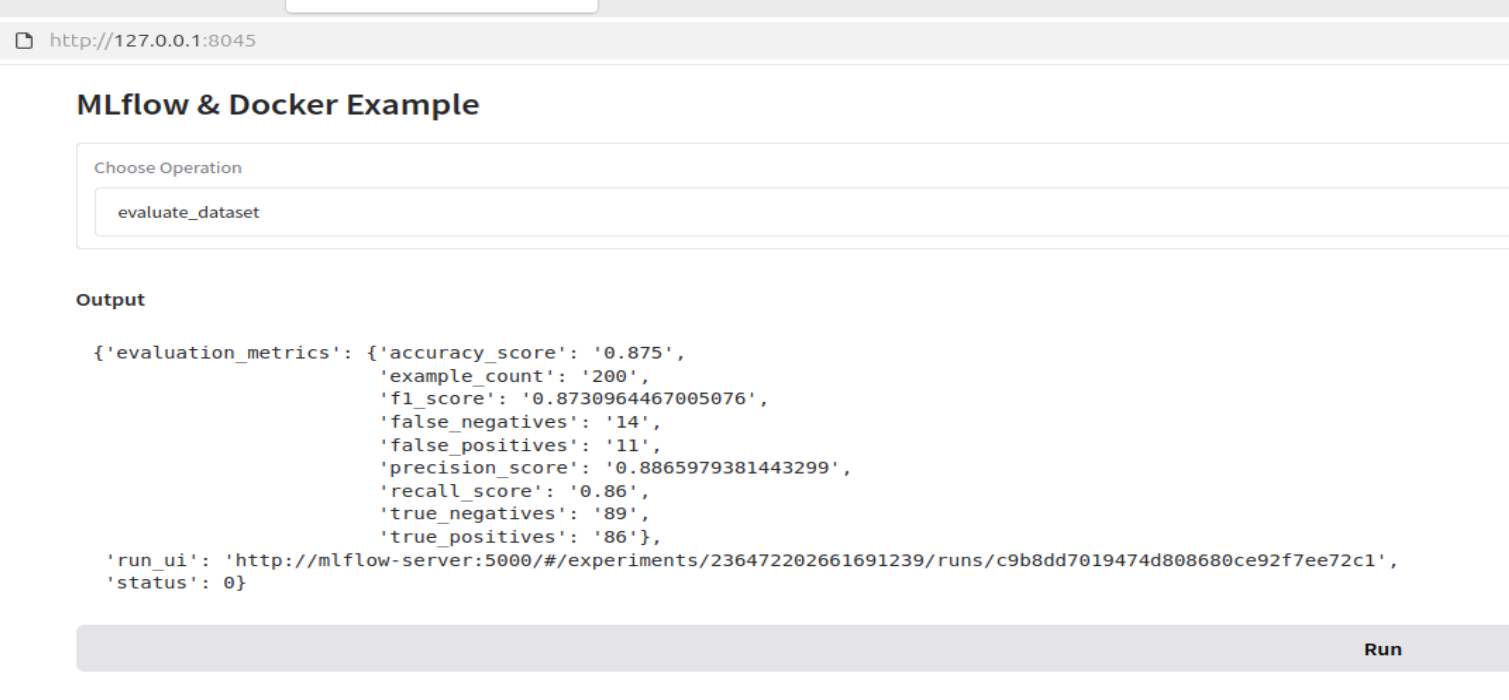 http://127.0.0.1:8045
MLflow & Docker Example
Choose Operation
evaluate_dataset
Output
{'evaluation_metrics': {'accuracy_score': '0.875',
'example_count': '200',
'f1_score': '0.8730964467005076',
'false_negatives': '14',
'false_positives': '11',
'precision_score': '0.8865979381443299',
'recall_score': '0.86',
'true_negatives': '89',
'true_positives': '86'},
'run_ui': 'http://mlflow-server:5000/#/experiments/236472202661691239/runs/c9b8dd7019474d808680ce92f7ee72c1',
'status': 0}
Run